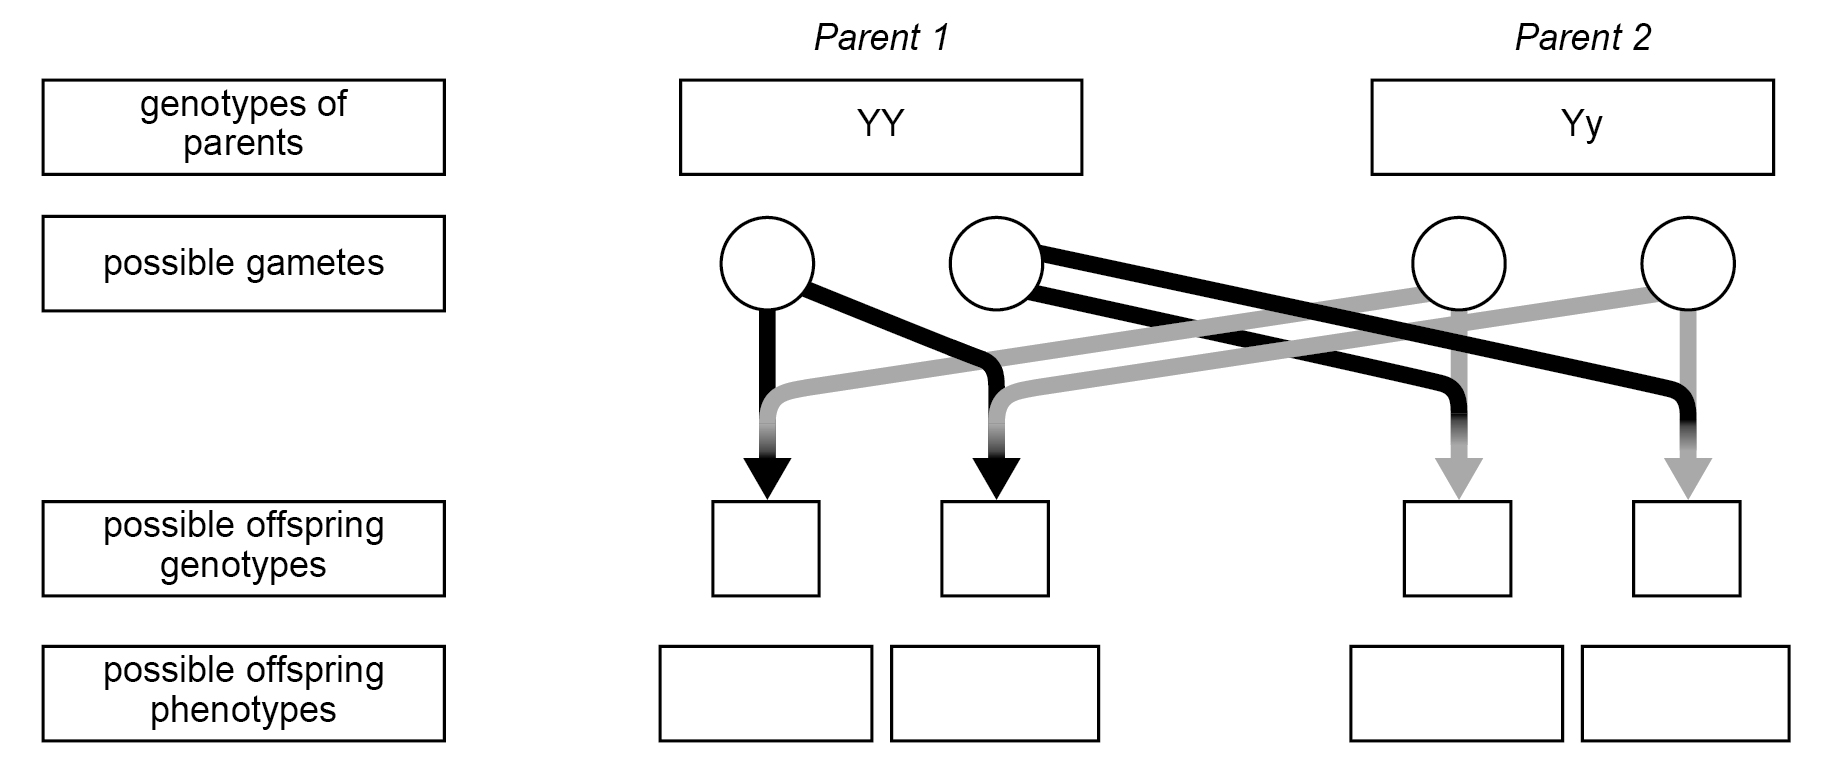 Parent 1
Parent 2
genotypes of
parents
YY
Yy
possible gametes
possible offspring
genotypes
possible offspring
phenotypes